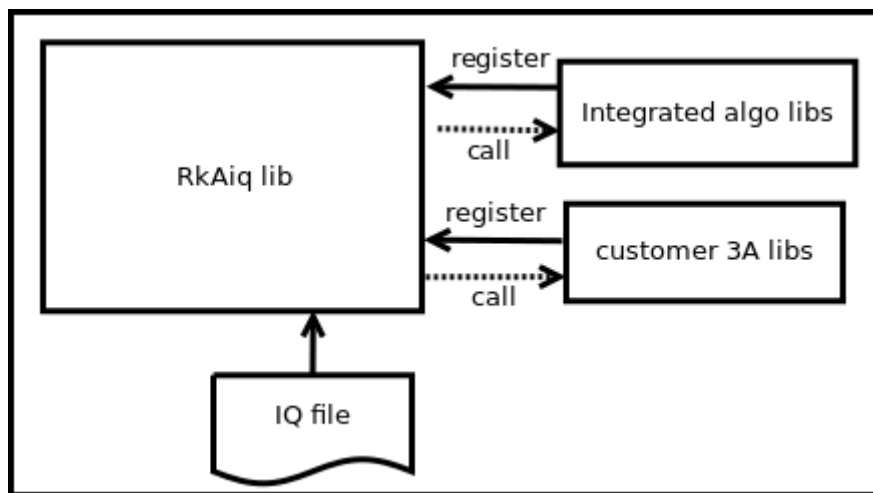 register
Integrated algo libs
call
RkAiq lib
register
customer 3A libs
call
IQ file